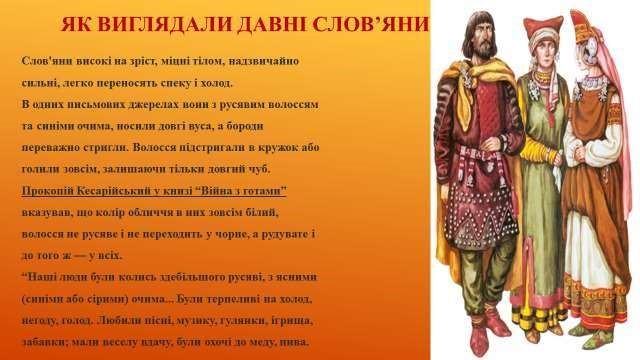 ЯК ВИГЛЯДАЛИ ДАВНІ СЛОВ’ЯНИ
Слов'яни високі на зріст, міцні тілом, надзвичайно
сильні, легко переносять спеку і холод.
В одних письмових джерелах вони з русявим волоссям
та синіми очима, носили довгі вуса, а бороди
переважно стригли. Волосся підстригали в кружок або
голили зовсім, залишаючи тільки довгий чуб.
Прокопій Кесарійський у книзі “Війна з готами”
вказував, що колір обличчя в них зовсім білий,
волосся не русяве і не переходить у чорне, а рудувате і
до того ж — у всіх.
“Наші люди були колись здебільшого русяві, з ясними
(синіми або сірими) очима... Були терпеливі на холод,
негоду, голод. Любили пісні, музику, гулянки, ігрища,
забавки; мали веселу вдачу, були охочі до меду, пива.